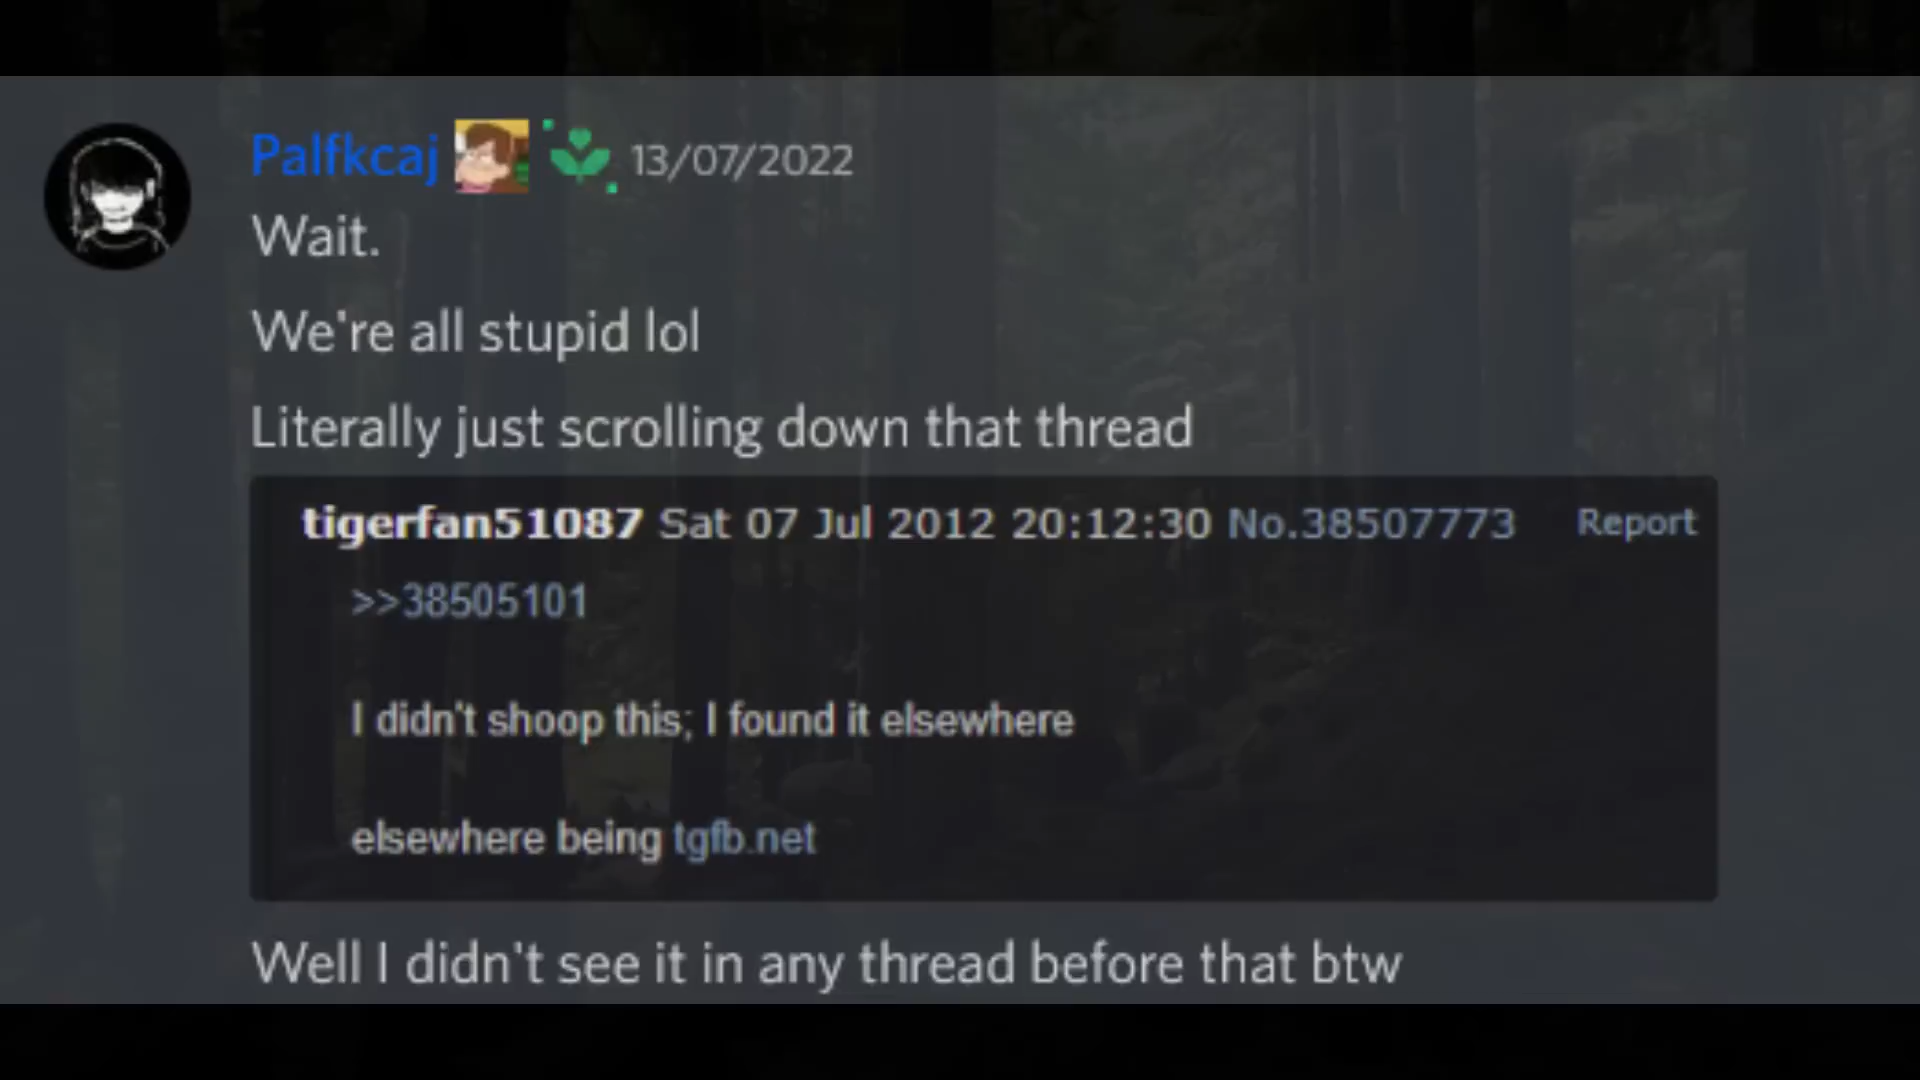 Palfkcaj 13/07/2022
Wait.
We're all stupid lol
Literally just scrolling down that thread
tigerfan51087 Sat 07 Jul 2012 20:12:30 No.38507773 Report
>>38505101
I didn't shoop this; I found it elsewhere
elsewhere being tgfb.net
Well I didn't see it in any thread before that btw